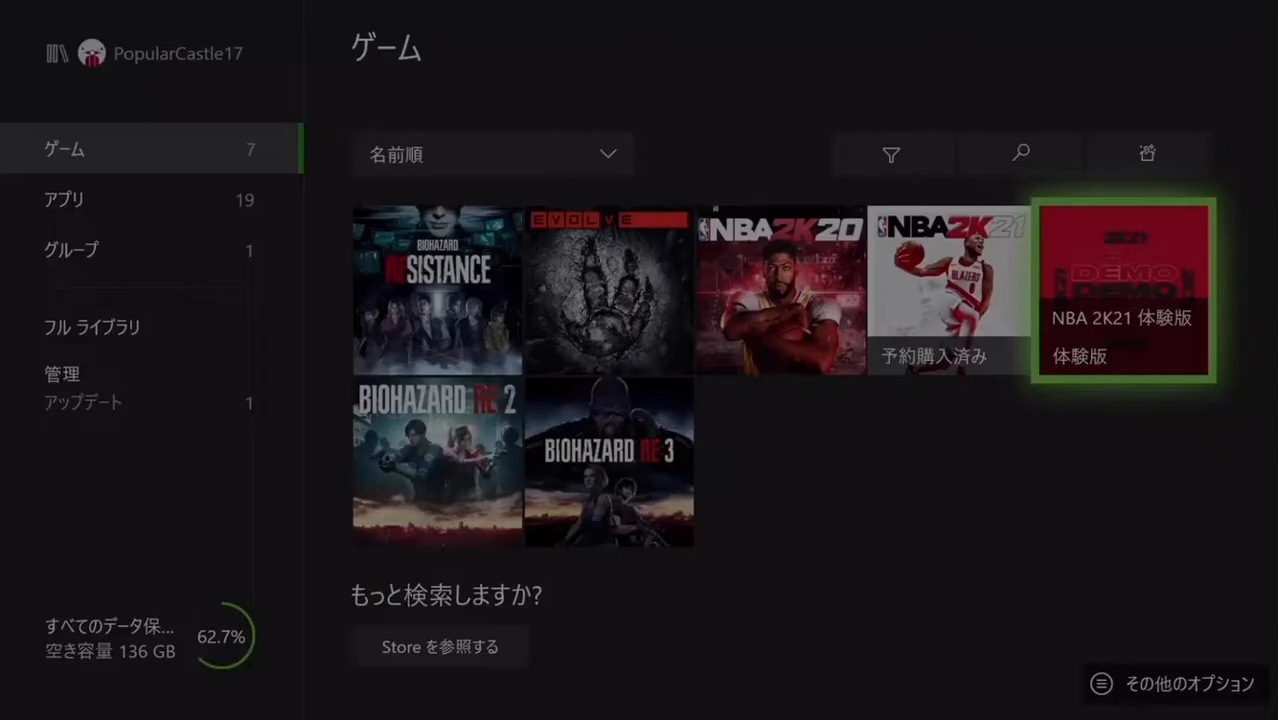 PopularCastle17
ゲーム
ゲーム 7
アプリ 19
グループ 1
フル ライブラリ
管理
アップデート 1
すべてのデータ保...
空き容量 136 GB
62.7%
名前順
BIOHAZARD
RESISTANCE
EVOLVE
NBA2K20
NBA2K21
BLAZERS
予約購入済み
2K21
DEMO
DEMO
NBA 2K21 体験版
体験版
BIOHAZARD RE 2
BIOHAZARD RE 3
もっと検索しますか?
Store を参照する
その他のオプション